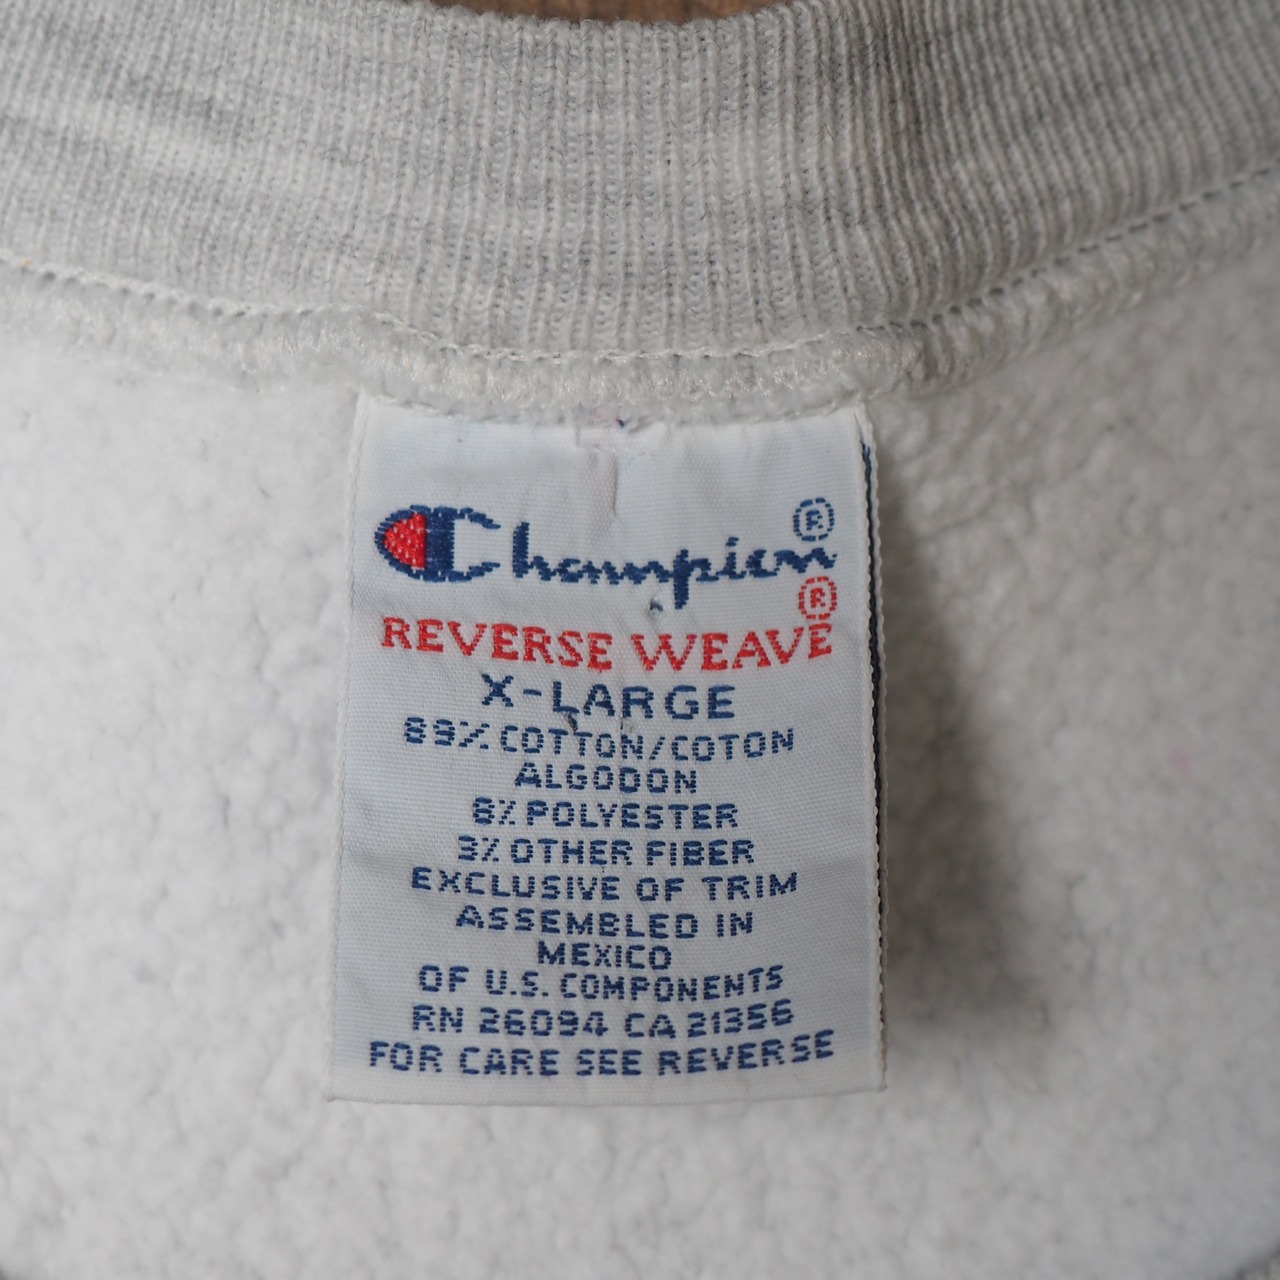 Champion®
REVERSE WEAVE®
X-LARGE
89% COTTON/COTON
ALGODON
8% POLYESTER
3% OTHER FIBER
EXCLUSIVE OF TRIM
ASSEMBLED IN
MEXICO
OF U.S. COMPONENTS
RN 26094 CA 21356
FOR CARE SEE REVERSE